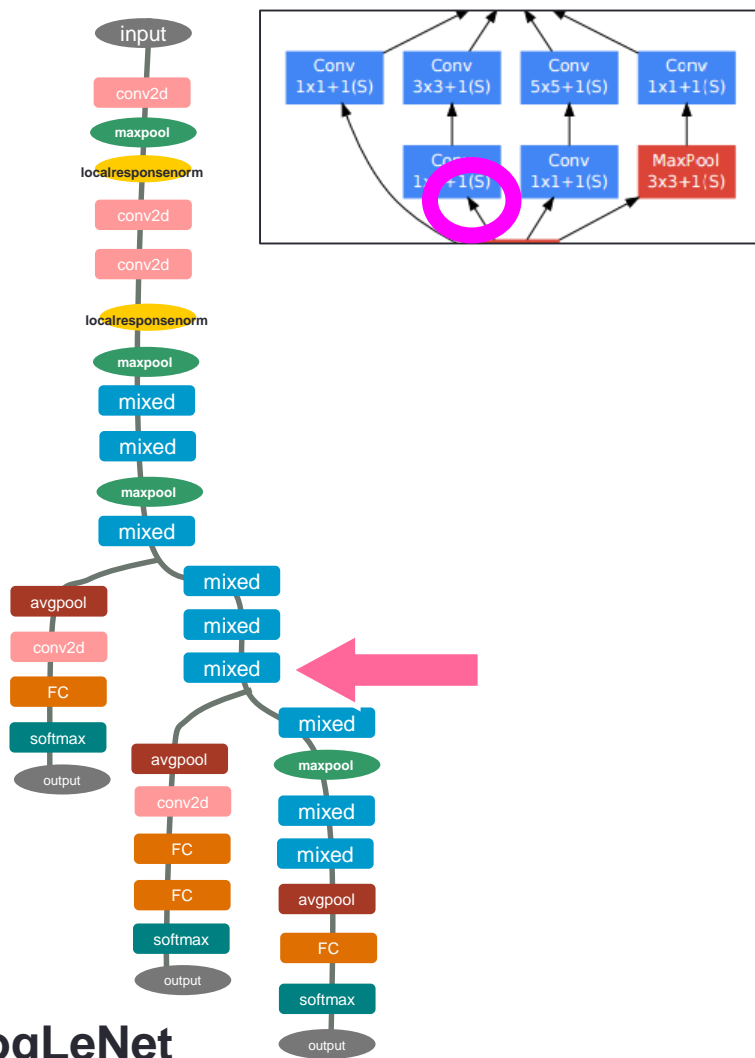 input
conv2d
maxpool
localresponsenorm
conv2d
conv2d
localresponsenorm
maxpool
mixed
mixed
maxpool
mixed
avgpool
conv2d
FC
softmax
output
mixed
mixed
mixed
avgpool
conv2d
FC
FC
softmax
output
mixed
maxpool
mixed
mixed
avgpool
FC
softmax
output
Conv
1x1+1(S)
Conv
3x3+1(S)
Conv
5x5+1(S)
Conv
1x1+1(S)
Conv
+1(S)
Conv
1x1+1(S)
MaxPool
3x3+1(S)